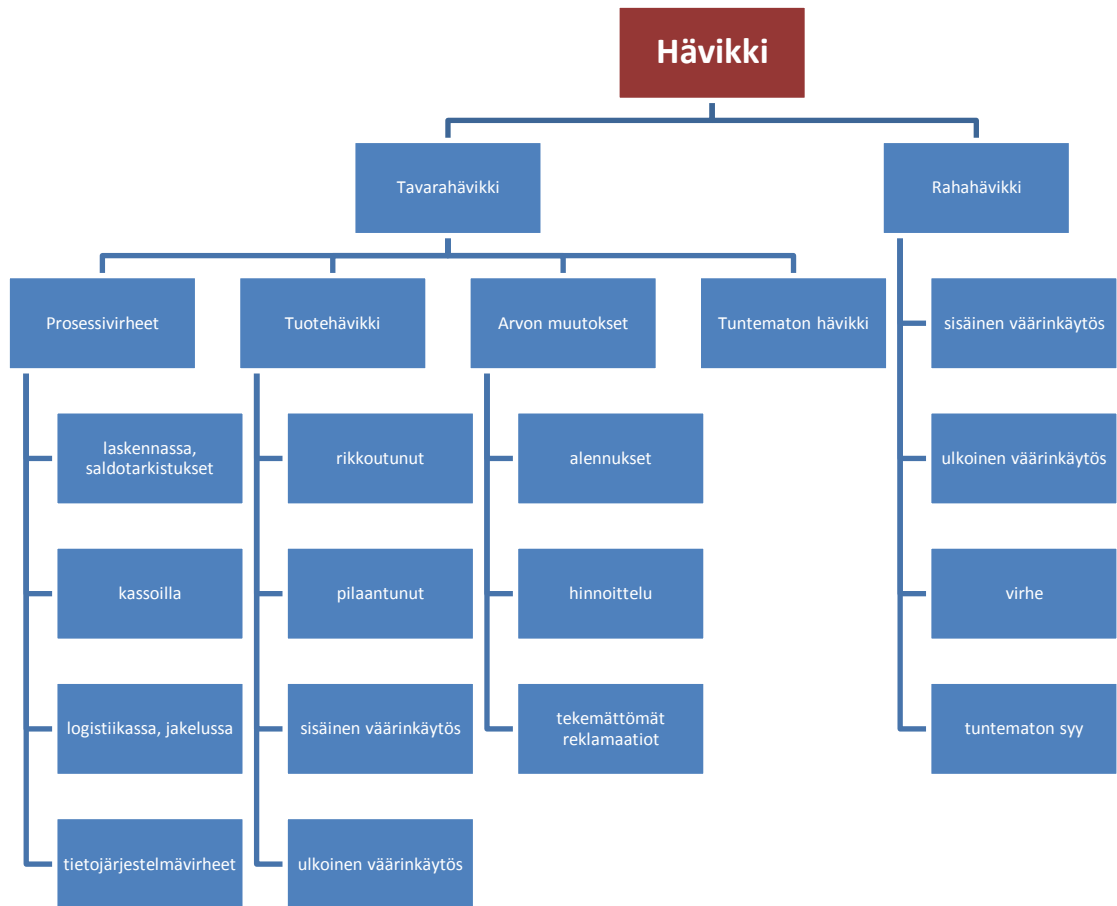 Hävikki
Tavarahävikki
Rahahävikki
Prosessivirheet
Tuotehävikki
Arvon muutokset
Tuntematon hävikki
sisäinen väärinkäytös
laskennassa,
saldotarkistukset
rikkoutunut
alennukset
ulkoinen väärinkäytös
kassoilla
pilaantunut
hinnoittelu
virhe
logistiikassa, jakelussa
sisäinen väärinkäytös
tekemättömät
reklamaatiot
tuntematon syy
tietojärjestelmävirheet
ulkoinen väärinkäytös